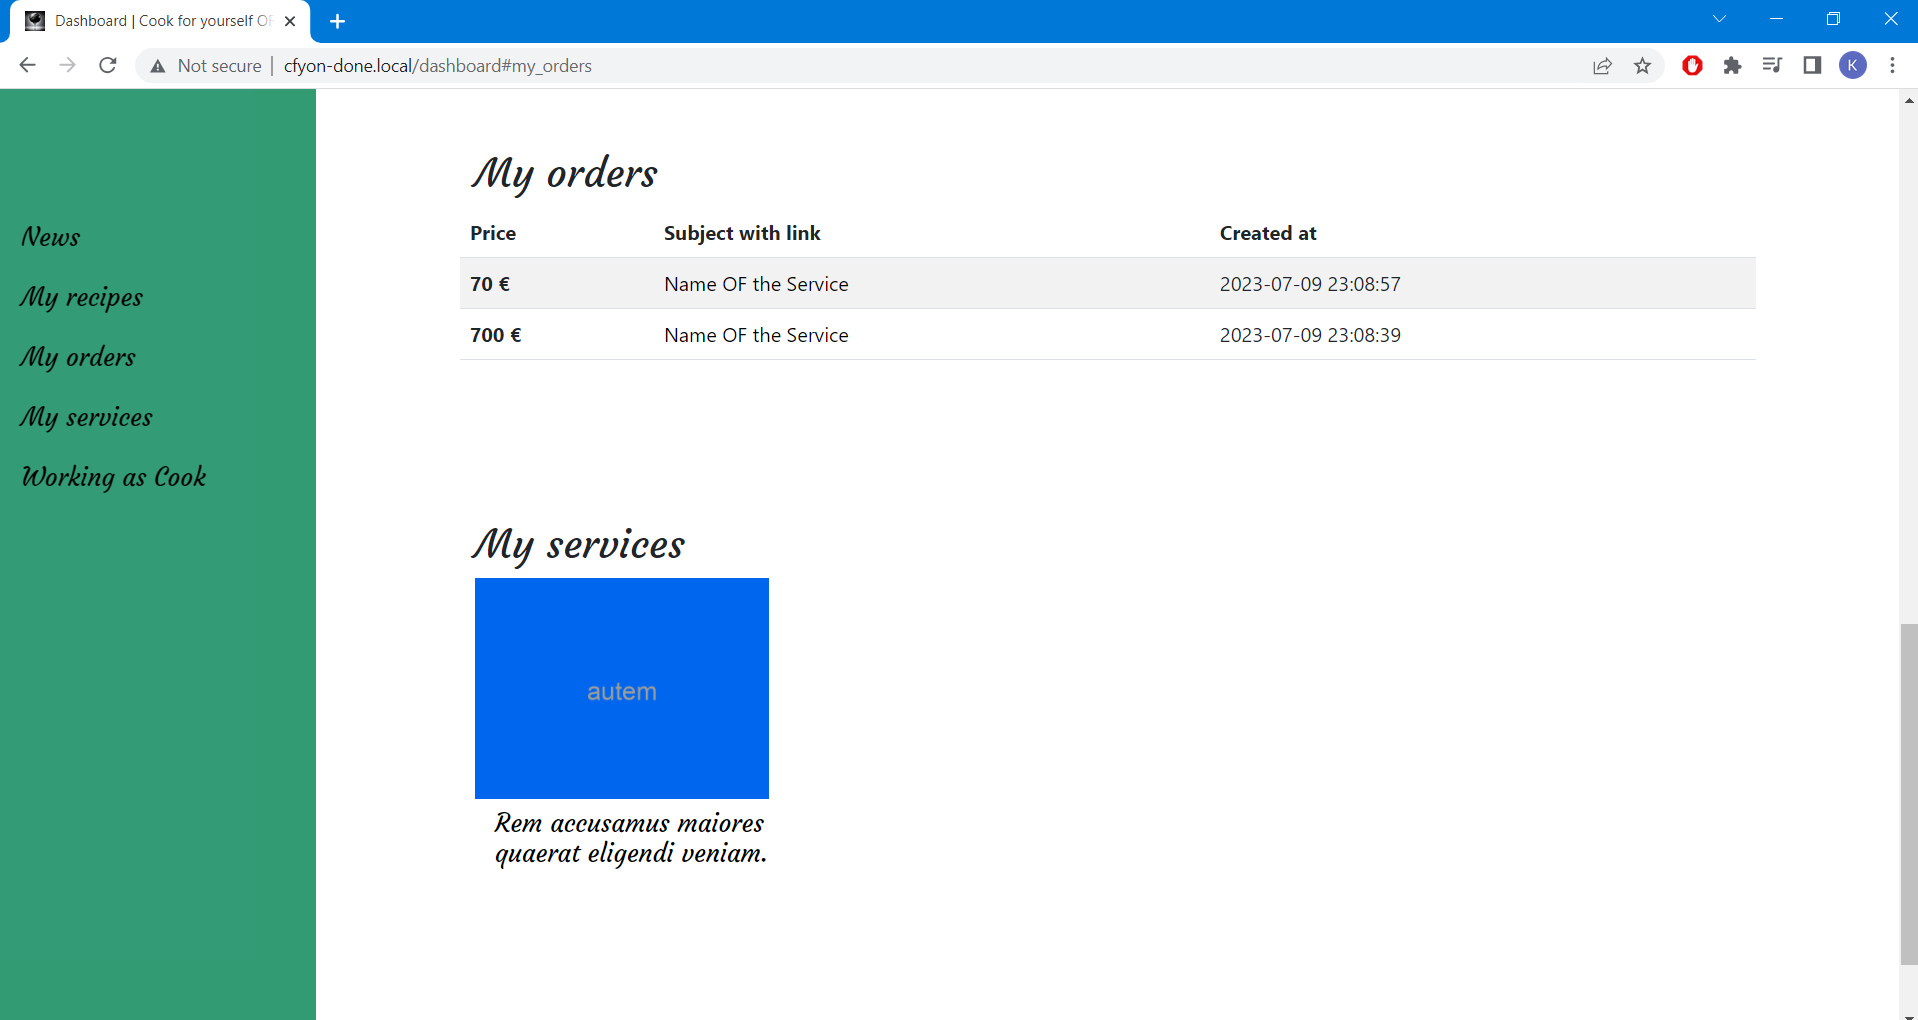 Dashboard | Cook for yourself OR
Not secure | cfyon-done.local/dashboard#my_orders
K
News
My recipes
My orders
My services
Working as Cook
My orders
Price Subject with link Created at
70 € Name OF the Service 2023-07-09 23:08:57
700 € Name OF the Service 2023-07-09 23:08:39
My services
autem
Rem accusamus maiores
quaerat eligendi veniam.